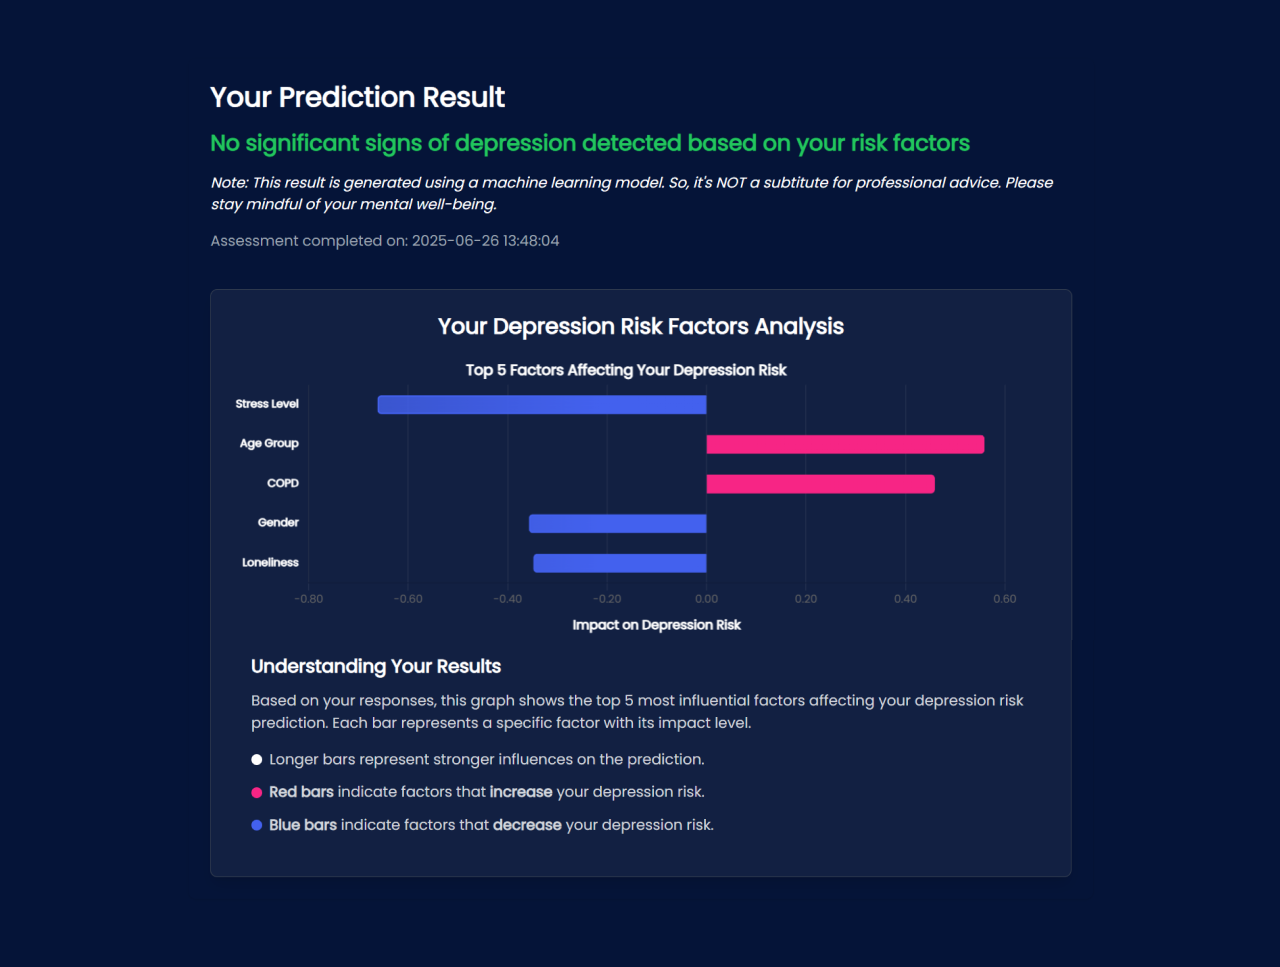 Your Prediction Result
No significant signs of depression detected based on your risk factors
Note: This result is generated using a machine learning model. So, it's NOT a subtitute for professional advice. Please
stay mindful of your mental well-being.
Assessment completed on: 2025-06-26 13:48:04
Your Depression Risk Factors Analysis
Top 5 Factors Affecting Your Depression Risk
Stress Level
Age Group
COPD
Gender
Loneliness
-0.80 -0.60 -0.40 -0.20 0.00 0.20 0.40 0.60
Impact on Depression Risk
Understanding Your Results
Based on your responses, this graph shows the top 5 most influential factors affecting your depression risk
prediction. Each bar represents a specific factor with its impact level.
Longer bars represent stronger influences on the prediction.
Red bars indicate factors that increase your depression risk.
Blue bars indicate factors that decrease your depression risk.